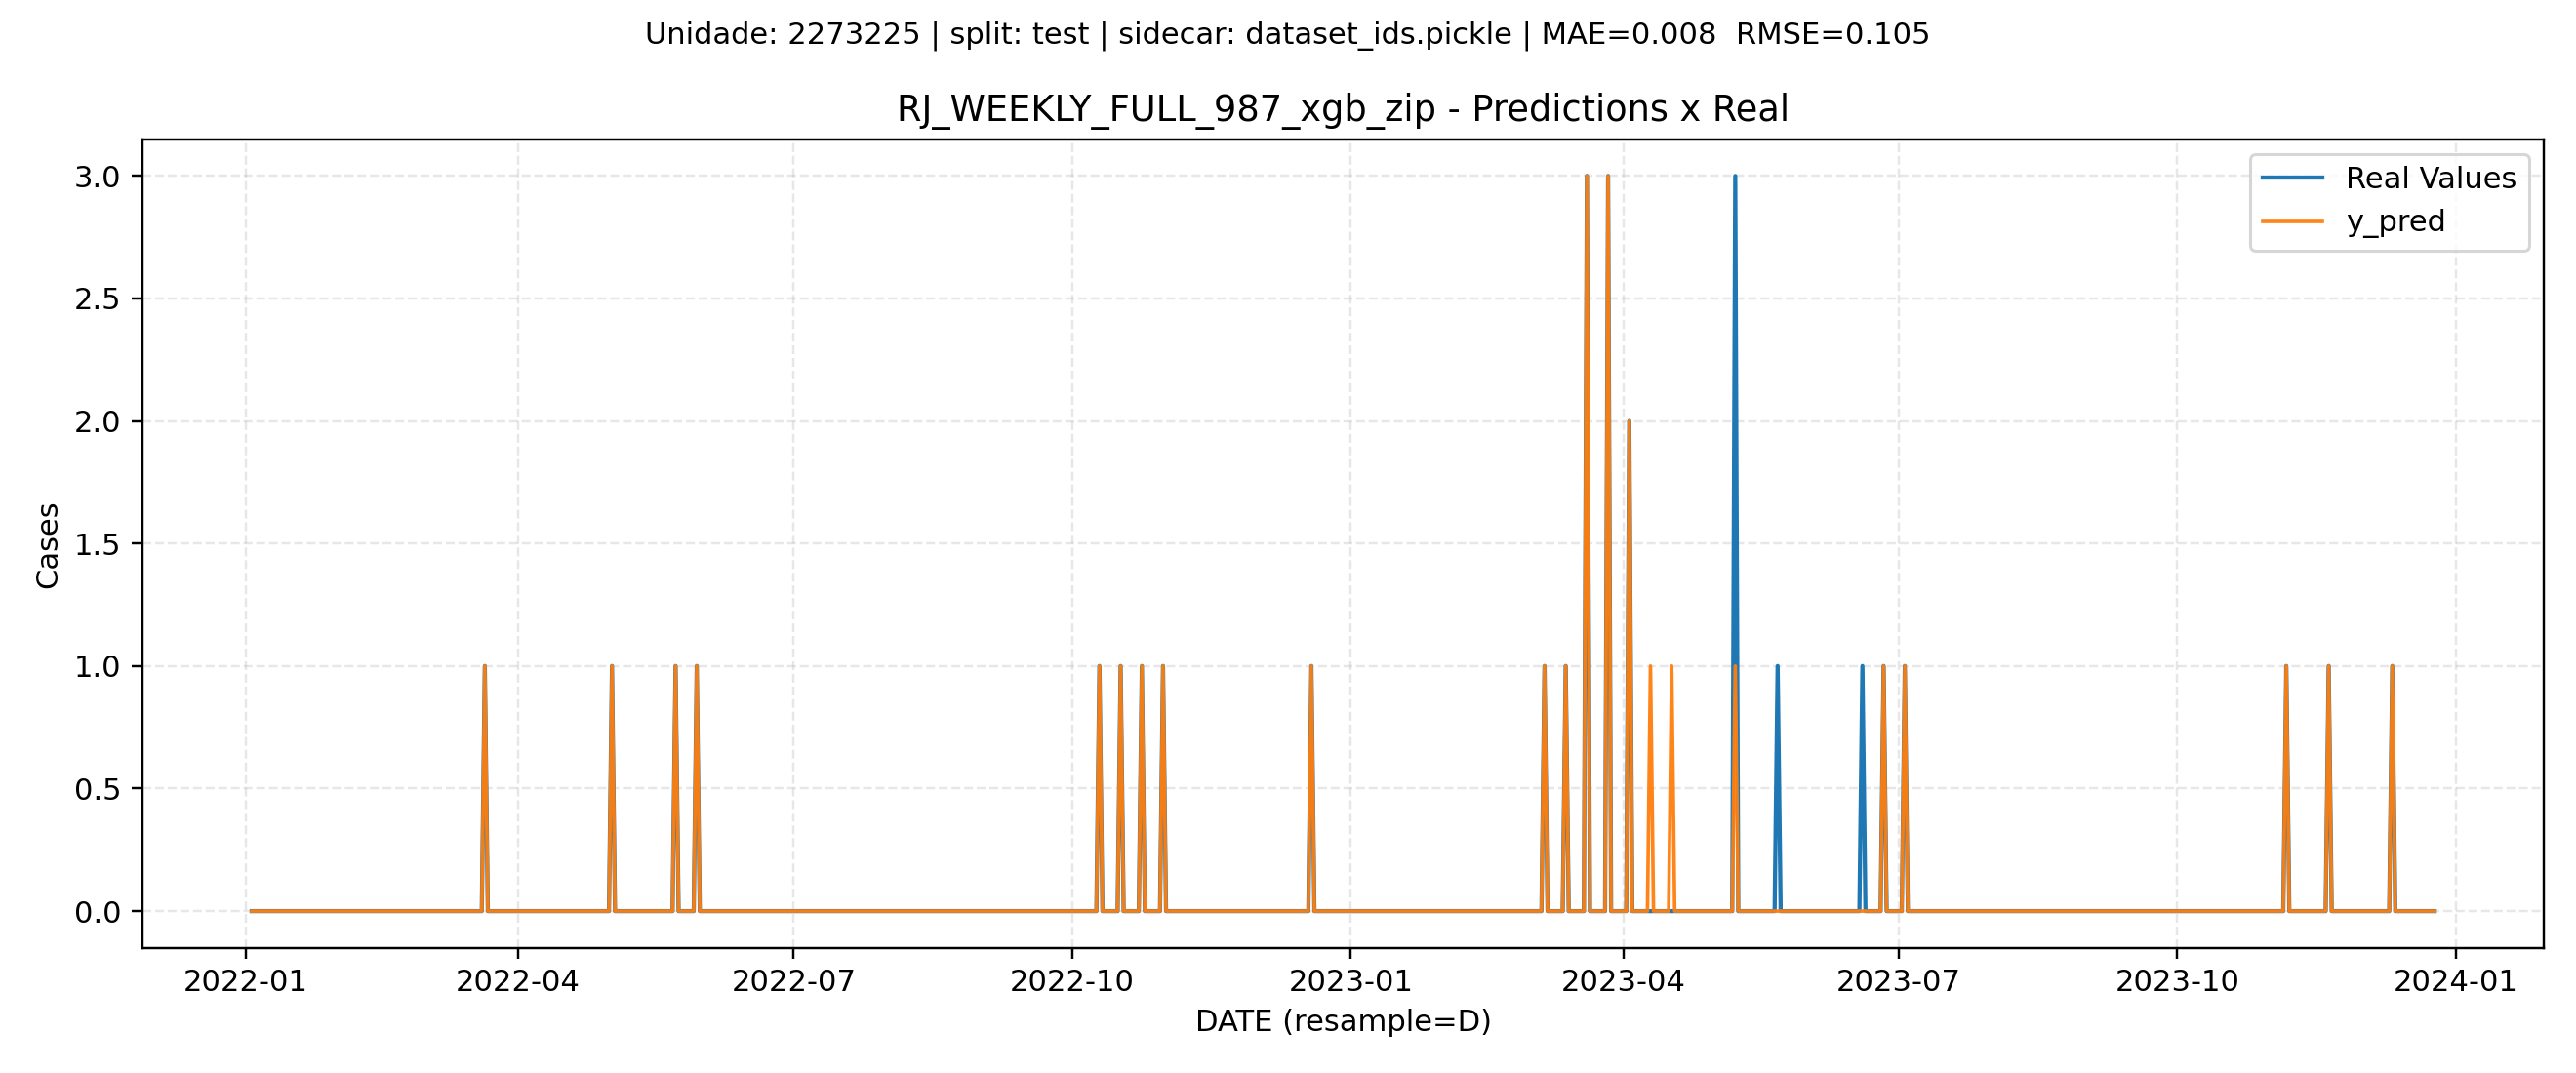 Unidade: 2273225 | split: test | sidecar: dataset_ids.pickle | MAE=0.008  RMSE=0.105
RJ_WEEKLY_FULL_987_xgb_zip - Predictions x Real
Real Values
y_pred
Cases
3.0
2.5
2.0
1.5
1.0
0.5
0.0
2022-01
2022-04
2022-07
2022-10
2023-01
2023-04
2023-07
2023-10
2024-01
DATE (resample=D)